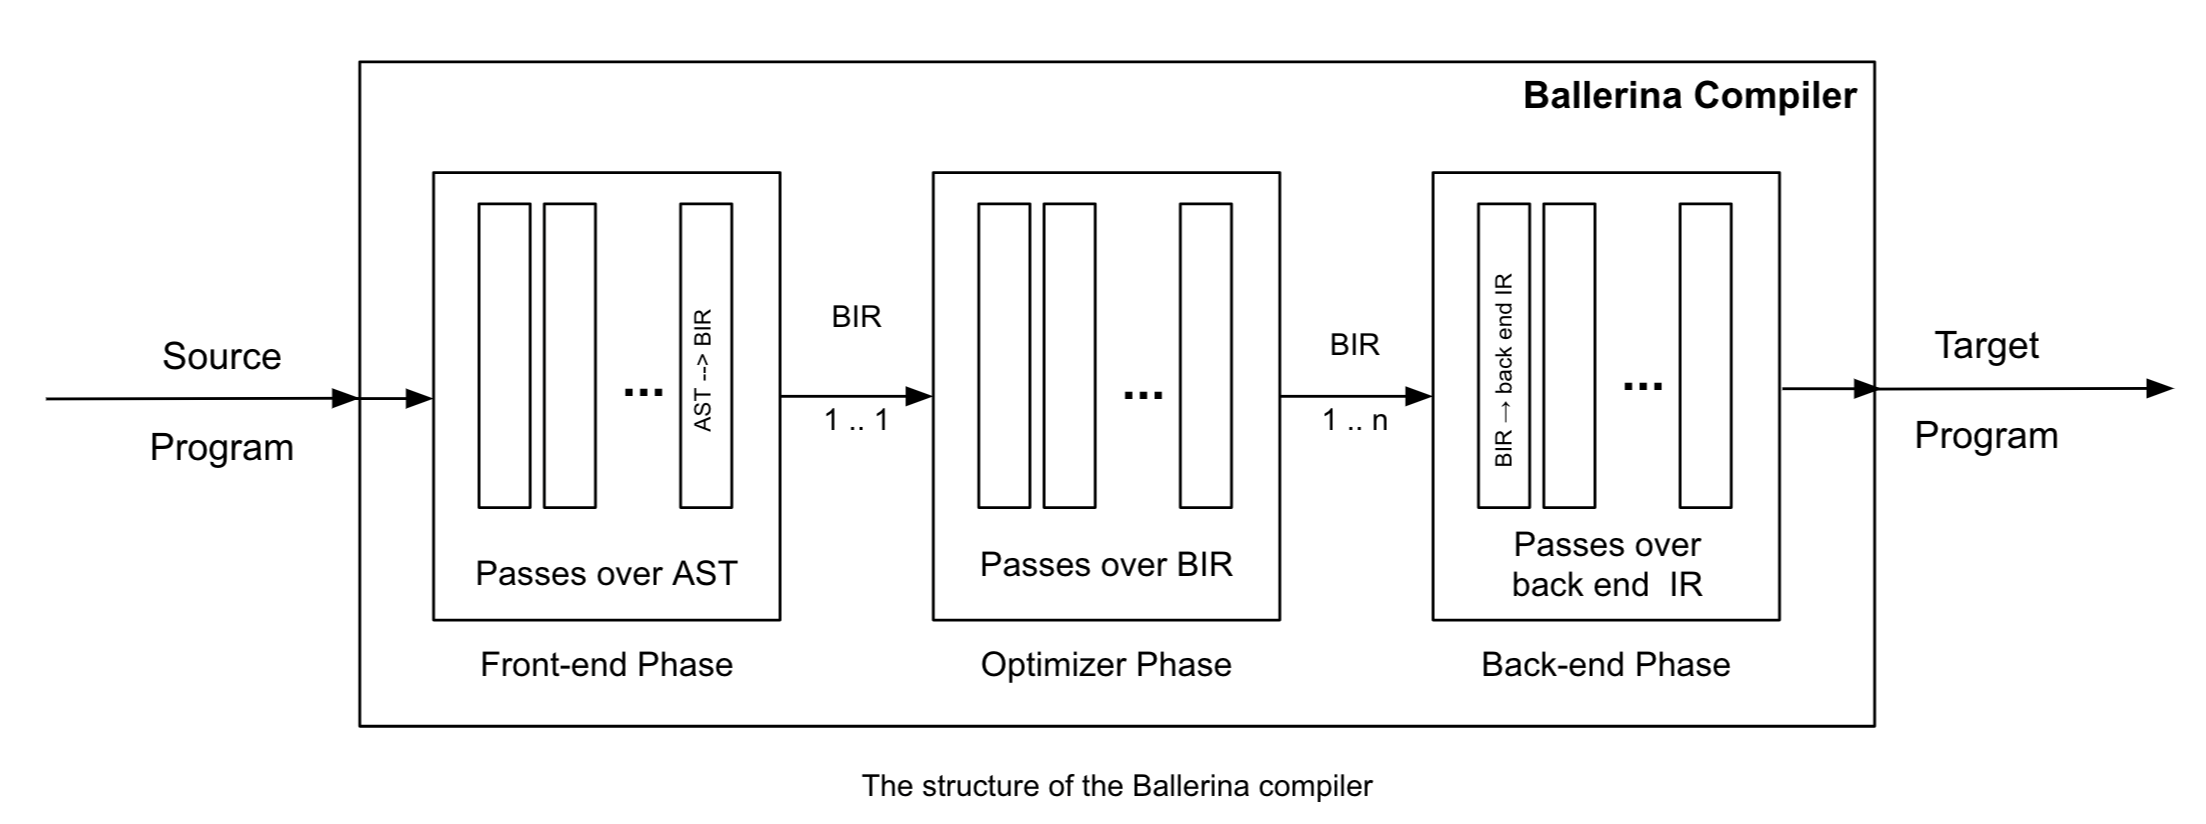 Ballerina Compiler
Source
Program
AST --> BIR
Passes over AST
Front-end Phase
BIR
1 .. 1
...
Passes over BIR
Optimizer Phase
BIR
1 .. n
BIR → back end IR
...
Passes over
back end IR
Back-end Phase
Target
Program
...
The structure of the Ballerina compiler